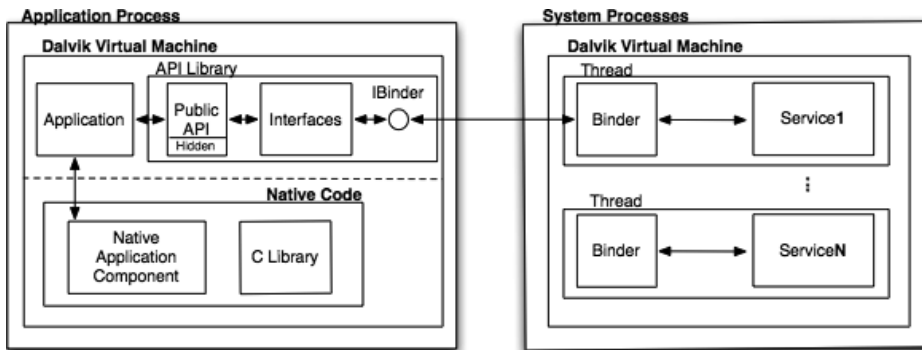 Application Process
Dalvik Virtual Machine
API Library
Application
Public
API
Hidden
Interfaces
IBinder
Native Code
Native
Application
Component
C Library
System Processes
Dalvik Virtual Machine
Thread
Binder
Service1
Thread
Binder
ServiceN